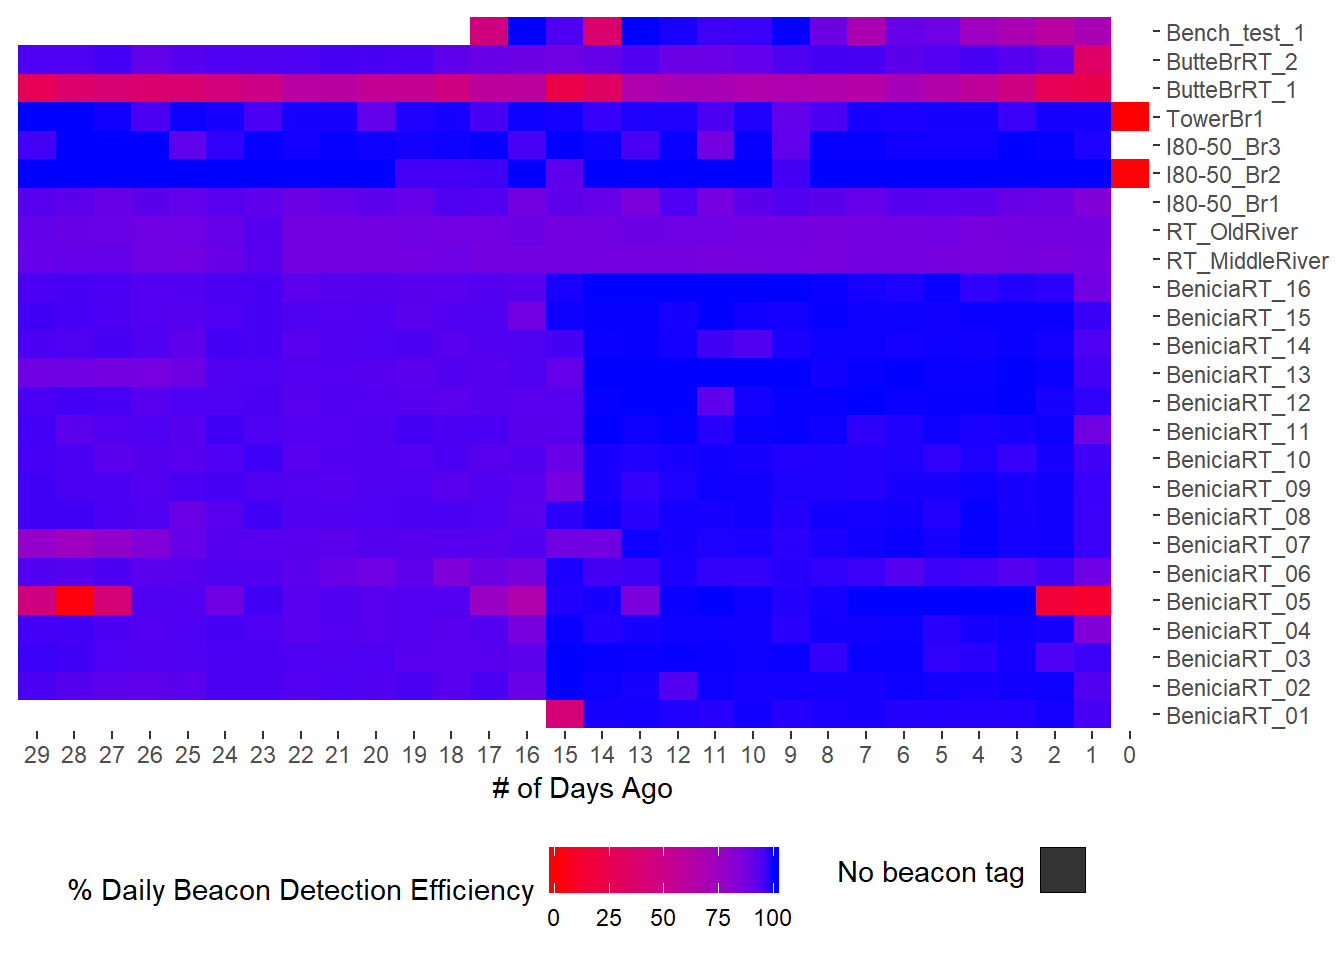 Bench_test_1
ButteBrRT_2
ButteBrRT_1
TowerBr1
I80-50_Br3
I80-50_Br2
I80-50_Br1
RT_OldRiver
RT_MiddleRiver
BeniciaRT_16
BeniciaRT_15
BeniciaRT_14
BeniciaRT_13
BeniciaRT_12
BeniciaRT_11
BeniciaRT_10
BeniciaRT_09
BeniciaRT_08
BeniciaRT_07
BeniciaRT_06
BeniciaRT_05
BeniciaRT_04
BeniciaRT_03
BeniciaRT_02
BeniciaRT_01
29 28 27 26 25 24 23 22 21 20 19 18 17 16 15 14 13 12 11 10 9 8 7 6 5 4 3 2 1 0
# of Days Ago
% Daily Beacon Detection Efficiency
0 25 50 75 100
No beacon tag